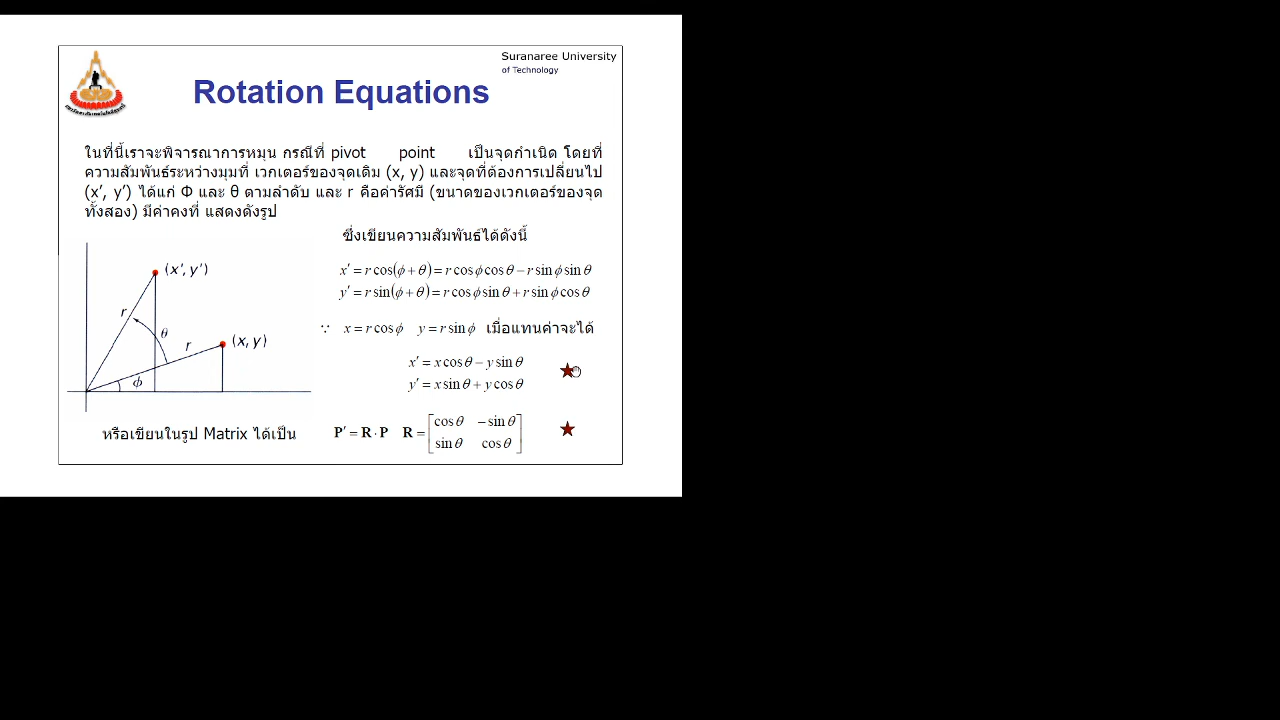 Suranaree University
of Technology
Rotation Equations
ในที่นี้เราจะพิจารณาการหมุน กรณีที่ pivot point เป็นจุดกำเนิด โดยที่
ความสัมพันธ์ระหว่างมุมที่ เวกเตอร์ของจุดเดิม (x, y) และจุดที่ต้องการเปลี่ยนไป
(x’, y’) ได้แก่ Φ และ θ ตามลำดับ และ r คือค่ารัศมี (ขนาดของเวกเตอร์ของจุด
ทั้งสอง) มีค่าคงที่ แสดงดังรูป
ซึ่งเขียนความสัมพันธ์ได้ดังนี้
x′ = r cos(ϕ + θ) = r cos ϕ cos θ − r sin ϕ sin θ
y′ = r sin(ϕ + θ) = r cos ϕ sin θ + r sin ϕ cos θ
∵ x = r cos ϕ y = r sin ϕ เมื่อแทนค่าจะได้
x′ = x cos θ − y sin θ
y′ = x sin θ + y cos θ
(x′, y′)
r
θ
r
(x, y)
ϕ
หรือเขียนในรูป Matrix ได้เป็น
P′ = R · P R = [cos θ −sin θ
sin θ cos θ]